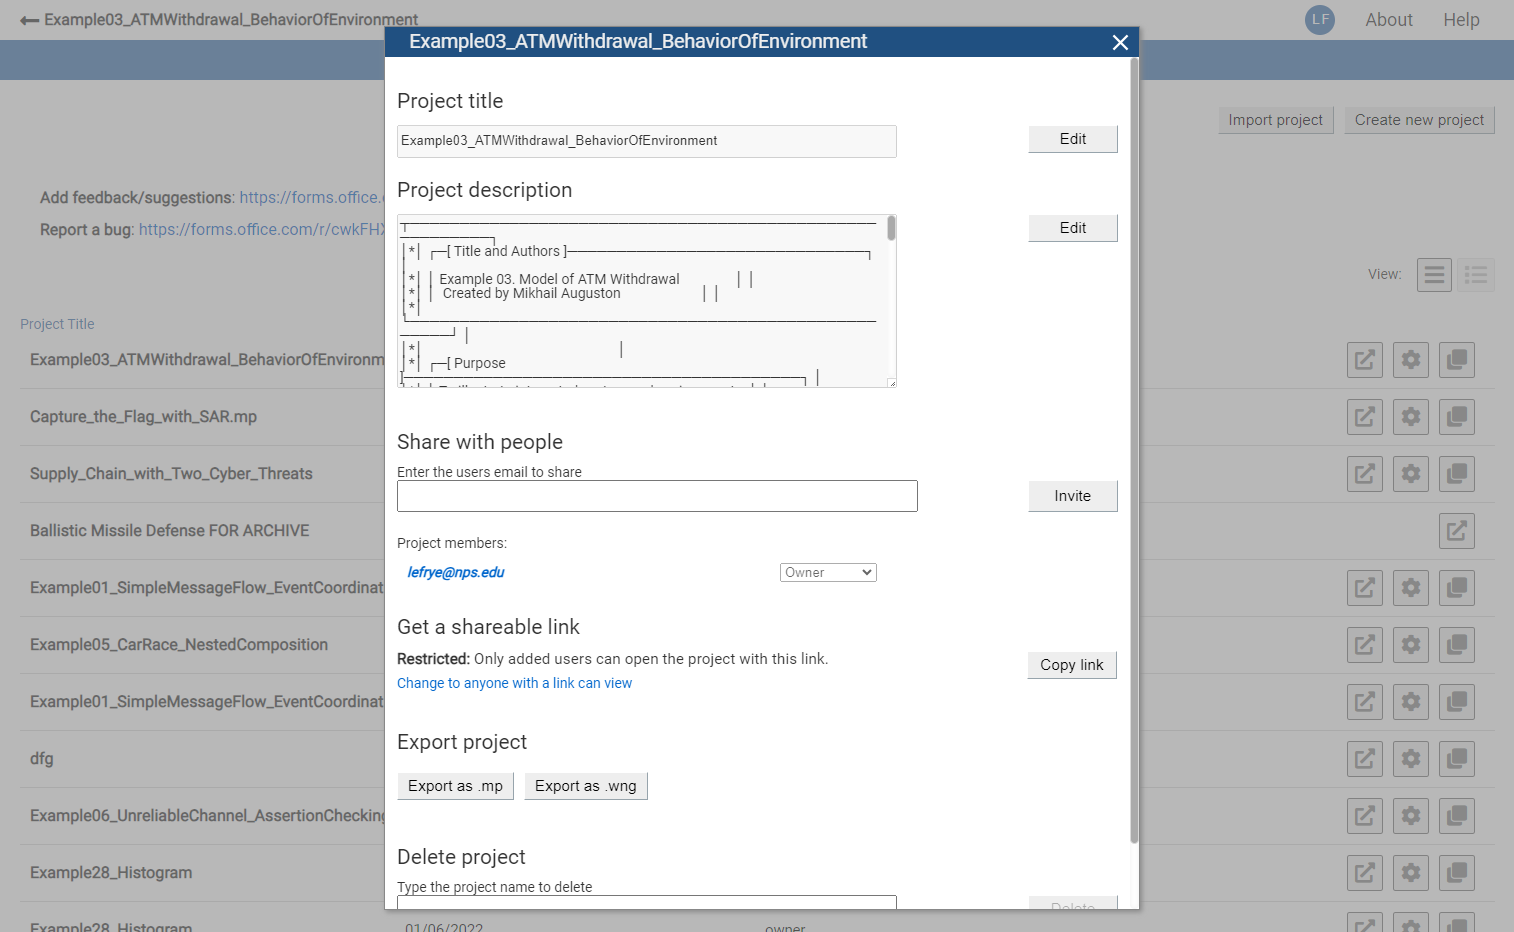 Example03_ATMWithdrawal_BehaviorOfEnvironment
LF
About
Help
Example03_ATMWithdrawal_BehaviorOfEnvironment
Import project
Create new project
Add feedback/suggestions: https://forms.office.
Report a bug: https://forms.office.com/r/cwkFH
View:
Project Title
Example03_ATMWithdrawal_BehaviorOfEnvironm
Capture_the_Flag_with_SAR.mp
Supply_Chain_with_Two_Cyber_Threats
Ballistic Missile Defense FOR ARCHIVE
Example01_SimpleMessageFlow_EventCoordinat
Example05_CarRace_NestedComposition
Example01_SimpleMessageFlow_EventCoordinat
dfg
Example06_UnreliableChannel_AssertionChecking
Example28_Histogram
Example28_Histogram
01/06/2022
owner
Project title
Example03_ATMWithdrawal_BehaviorOfEnvironment
Edit
Project description
Edit
│*│ ┌─[ Title and Authors ]─┐
│*│ │ Example 03. Model of ATM Withdrawal │ │
│*│ │ Created by Mikhail Auguston │ │
│*│
│*│ │
│*│ ┌─[ Purpose
]─┐ │
Share with people
Enter the users email to share
Invite
Project members:
lefrye@nps.edu
Owner
Get a shareable link
Restricted: Only added users can open the project with this link.
Copy link
Change to anyone with a link can view
Export project
Export as .mp
Export as .wng
Delete project
Type the project name to delete
Delete